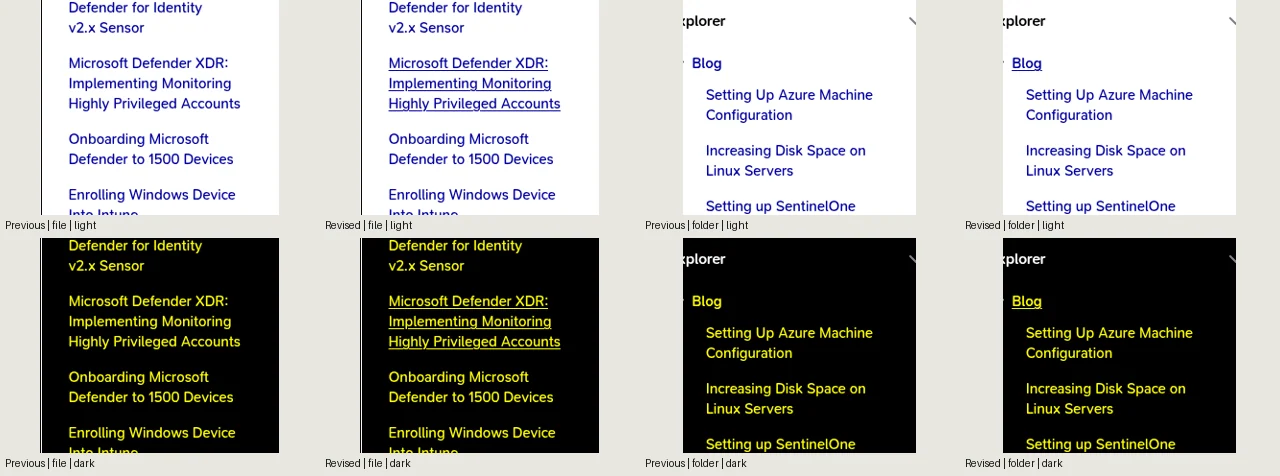 Defender for Identity
v2.x Sensor
Microsoft Defender XDR:
Implementing Monitoring
Highly Privileged Accounts
Onboarding Microsoft
Defender to 1500 Devices
Enrolling Windows Device
Into Intune
Previous | file | light
Defender for Identity
v2.x Sensor
Microsoft Defender XDR:
Implementing Monitoring
Highly Privileged Accounts
Onboarding Microsoft
Defender to 1500 Devices
Enrolling Windows Device
Into Intune
Revised | file | light
xplorer
Blog
Setting Up Azure Machine
Configuration
Increasing Disk Space on
Linux Servers
Setting up SentinelOne
Previous | folder | light
xplorer
Blog
Setting Up Azure Machine
Configuration
Increasing Disk Space on
Linux Servers
Setting up SentinelOne
Revised | folder | light
Defender for Identity
v2.x Sensor
Microsoft Defender XDR:
Implementing Monitoring
Highly Privileged Accounts
Onboarding Microsoft
Defender to 1500 Devices
Enrolling Windows Device
Into Intune
Previous | file | dark
Defender for Identity
v2.x Sensor
Microsoft Defender XDR:
Implementing Monitoring
Highly Privileged Accounts
Onboarding Microsoft
Defender to 1500 Devices
Enrolling Windows Device
Into Intune
Revised | file | dark
xplorer
Blog
Setting Up Azure Machine
Configuration
Increasing Disk Space on
Linux Servers
Setting up SentinelOne
Previous | folder | dark
xplorer
Blog
Setting Up Azure Machine
Configuration
Increasing Disk Space on
Linux Servers
Setting up SentinelOne
Revised | folder | dark